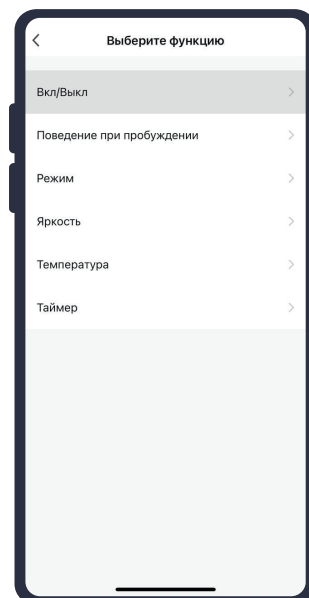 Выберите функцию
Вкл/Выкл
Поведение при пробуждении
Режим
Яркость
Температура
Таймер